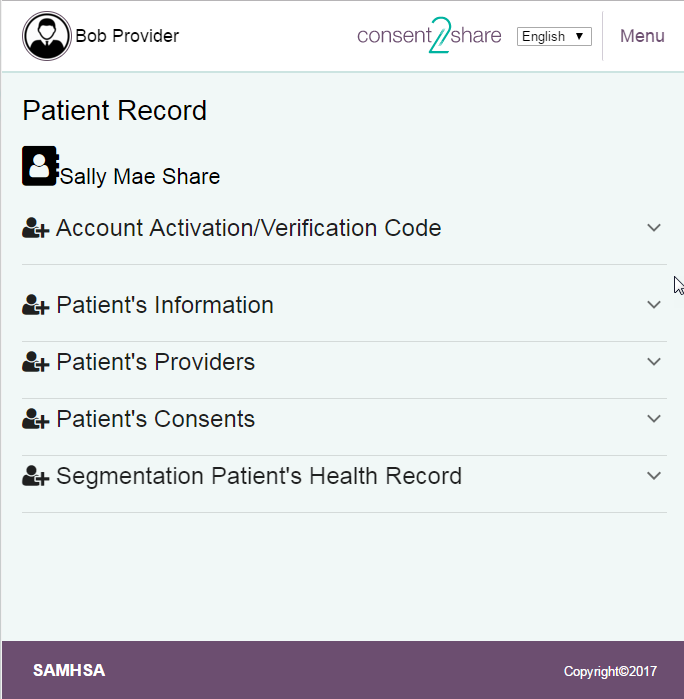 Bob Provider
consent2share
English
Menu
Patient Record
Sally Mae Share
Account Activation/Verification Code
Patient's Information
Patient's Providers
Patient's Consents
Segmentation Patient's Health Record
SAMHSA
Copyright©2017